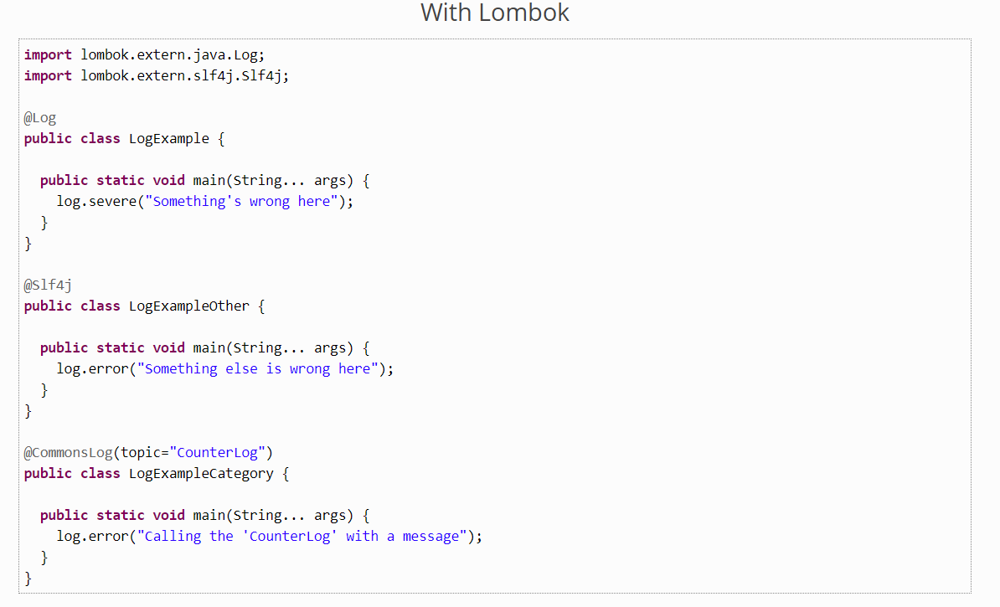 With Lombok
import lombok.extern.java.Log;
import lombok.extern.slf4j.Slf4j;
@Log
public class LogExample {
public static void main(String... args) {
log.severe("Something's wrong here");
}
}
@Slf4j
public class LogExampleOther {
public static void main(String... args) {
log.error("Something else is wrong here");
}
}
@CommonsLog(topic="CounterLog")
public class LogExampleCategory {
public static void main(String... args) {
log.error("Calling the 'CounterLog' with a message");
}
}